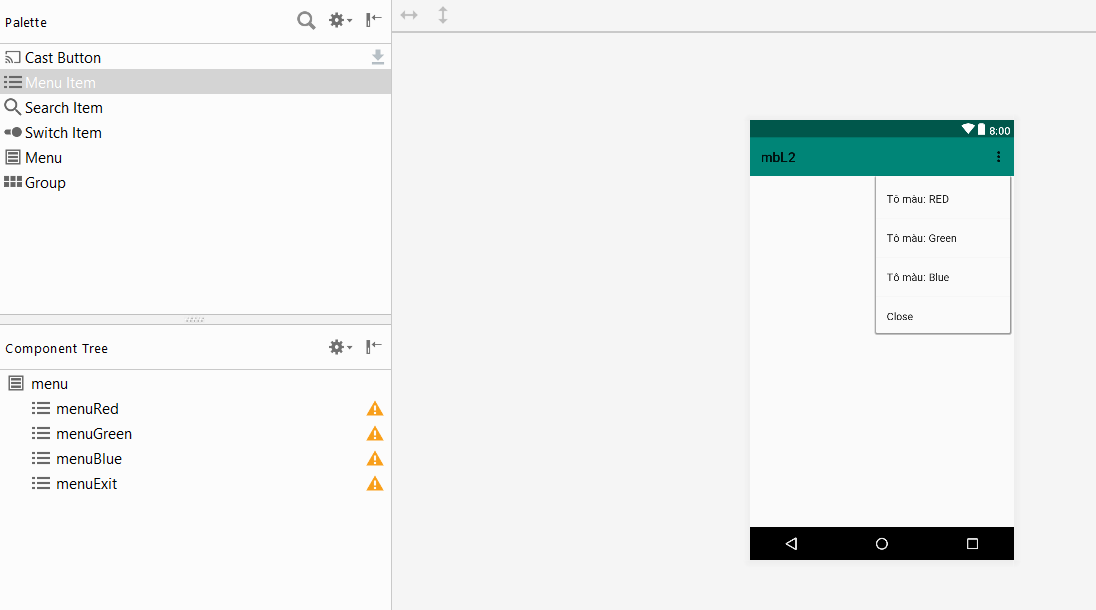 Palette
Cast Button
Menu Item
Search Item
Switch Item
Menu
Group
Component Tree
menu
menuRed
menuGreen
menuBlue
menuExit
8:00
mbL2
Tô màu: RED
Tô màu: Green
Tô màu: Blue
Close